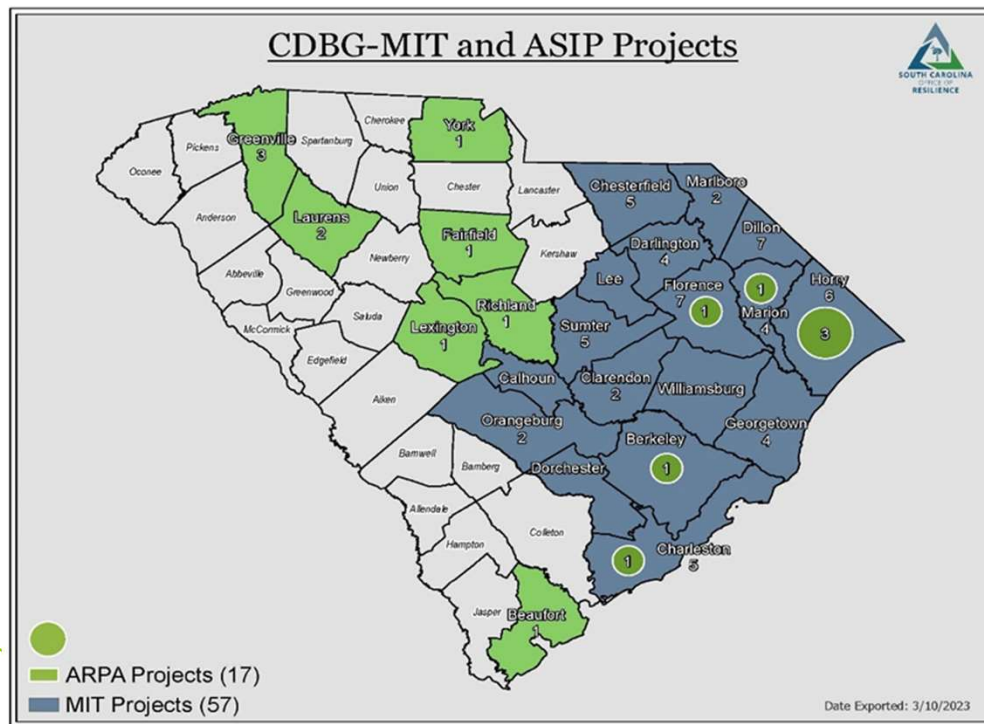 CDBG-MIT and ASIP Projects
SOUTH CAROLINA
OFFICE OF
RESILIENCE
Cherokee
York
1
Greenville
3
Spartanburg
Pickens
Oconee
Union
Chester
Lancaster
Chesterfield
5
Marlboro
2
Anderson
Laurens
2
Dillon
7
Fairfield
1
Kershaw
Darlington
4
Newberry
Abbeville
Lee
Florence
7
1
1
Marion
4
Horry
6
3
Greenwood
Richland
1
Lexington
1
Saluda
McCormick
Sumter
5
Edgefield
Calhoun
Clarendon
2
Williamsburg
Aiken
Orangeburg
2
Georgetown
4
Berkeley
1
Barnwell
Bamberg
Dorchester
Allendale
Colleton
Hampton
Charleston
5
1
Jasper
Beaufort
1
ARPA Projects (17)
MIT Projects (57)
Date Exported: 3/10/2023